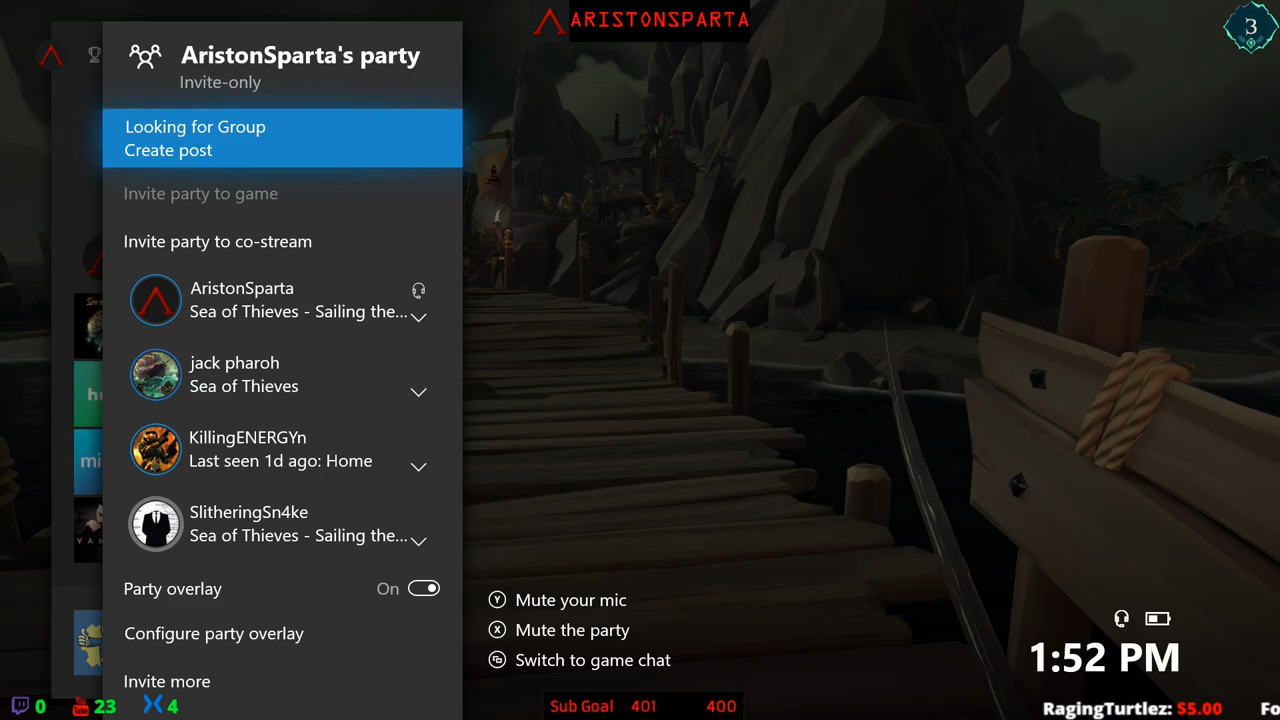 AristonSparta's party
Invite-only
ARISTONSPARTA
3
Looking for Group
Create post
Invite party to game
Invite party to co-stream
AristonSparta
Sea of Thieves - Sailing the...
jack pharoh
Sea of Thieves
KillingENERGYn
Last seen 1d ago: Home
SlitheringSn4ke
Sea of Thieves - Sailing the...
Party overlay On
Configure party overlay
Invite more
Y Mute your mic
X Mute the party
Switch to game chat
1:52 PM
0 23 4
Sub Goal 401 400
RagingTurtlez: $5.00 Fo